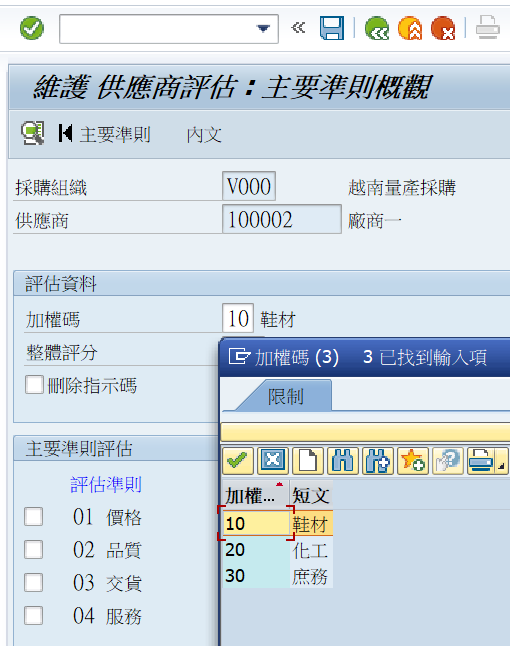 維護 供應商評估：主要準則概觀
主要準則 內文
採購組織 V000 越南量產採購
供應商 100002 廠商一
評估資料
加權碼 10 鞋材
整體評分
刪除指示碼
主要準則評估
評估準則
01 價格
02 品質
03 交貨
04 服務
加權碼 (3) 3 已找到輸入項
限制
加權... 短文
10 鞋材
20 化工
30 庶務